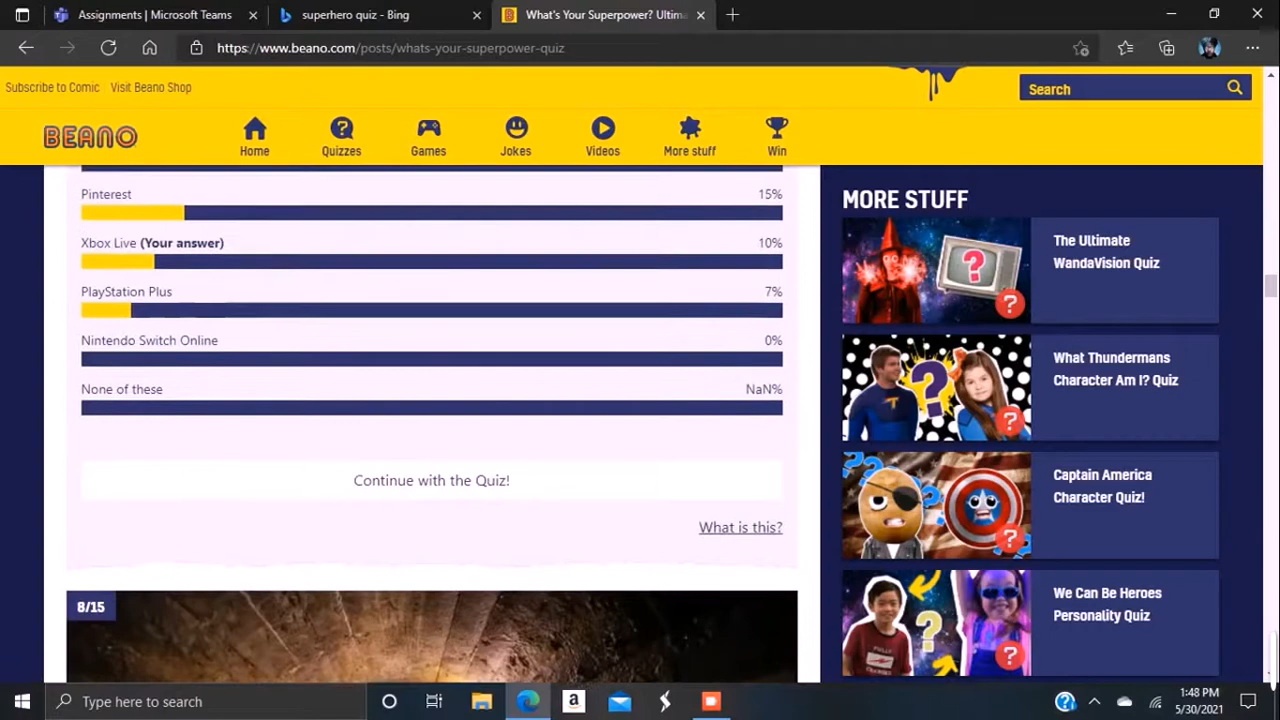 Assignments | Microsoft Teams
superhero quiz - Bing
What's Your Superpower? Ultima
https://www.beano.com/posts/whats-your-superpower-quiz
Subscribe to Comic Visit Beano Shop
Search
BEANO
Home
Quizzes
Games
Jokes
Videos
More stuff
Win
Pinterest 15%
Xbox Live (Your answer) 10%
PlayStation Plus 7%
Nintendo Switch Online 0%
None of these NaN%
Continue with the Quiz!
What is this?
8/15
MORE STUFF
The Ultimate
WandaVision Quiz
What Thundermans
Character Am I? Quiz
Captain America
Character Quiz!
We Can Be Heroes
Personality Quiz
Type here to search
1:48 PM
5/30/2021